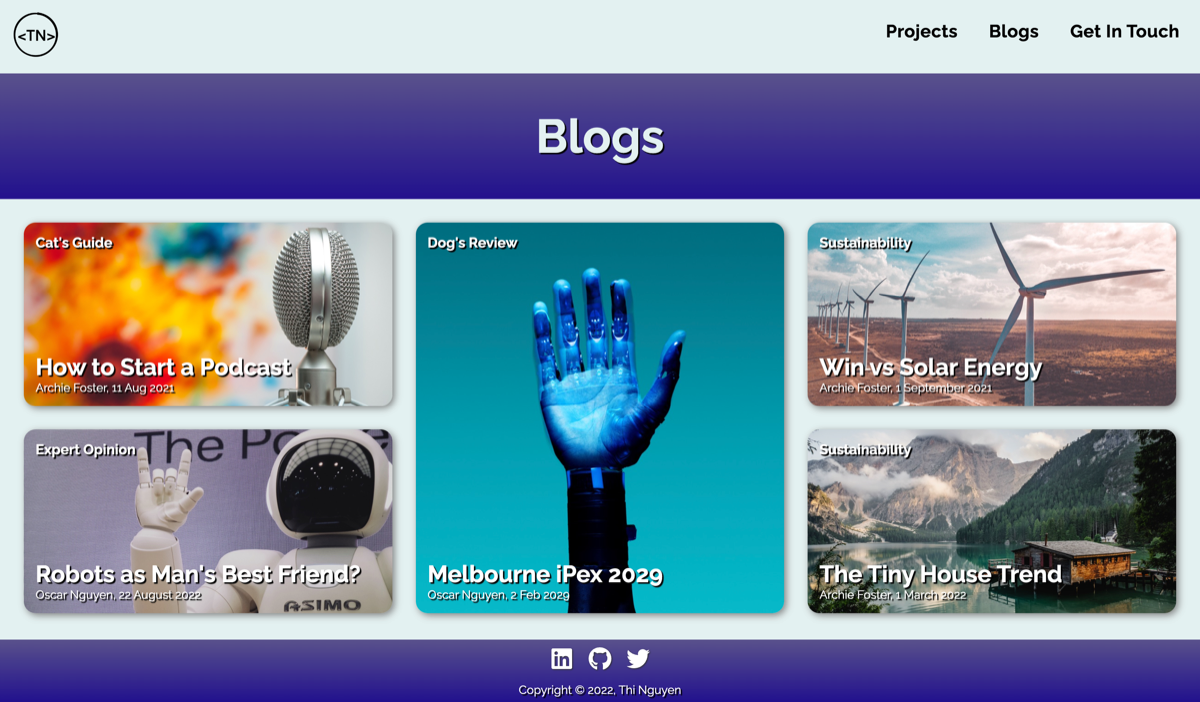 <TN>
Projects
Blogs
Get In Touch
Blogs
Cat's Guide
How to Start a Podcast
Archie Foster, 11 Aug 2021
Dog's Review
Melbourne iPex 2029
Oscar Nguyen, 2 Feb 2029
Sustainability
Win vs Solar Energy
Archie Foster, 1 September 2021
Expert Opinion
The Po
Robots as Man's Best Friend?
Oscar Nguyen, 22 August 2022
ASIMO
Sustainability
The Tiny House Trend
Archie Foster, 1 March 2022
in
Copyright © 2022, Thi Nguyen